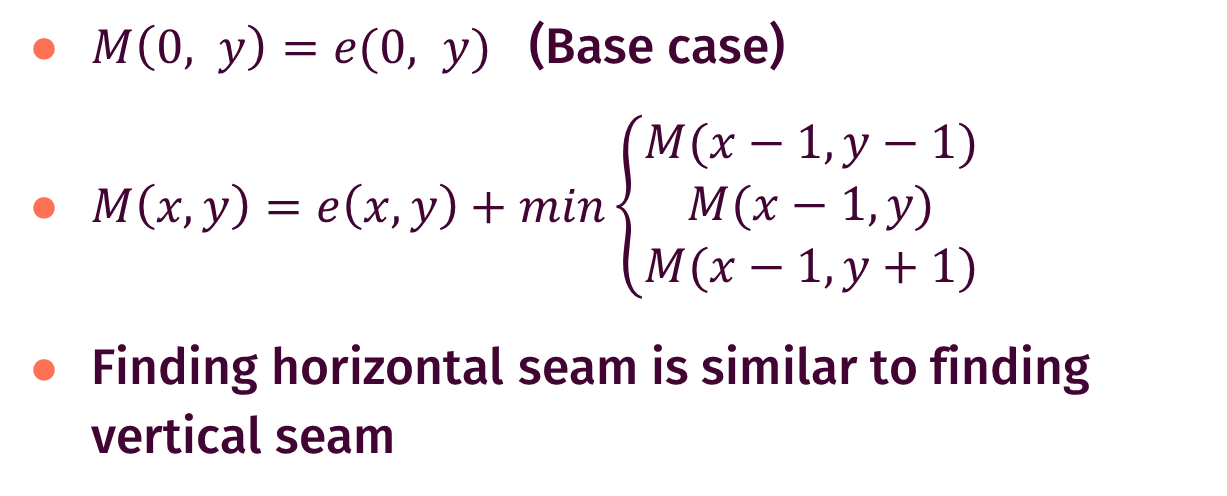 • M(0, y) = e(0, y) (Base case)
• M(x, y) = e(x, y) + min { M(x − 1, y − 1)
M(x − 1, y)
M(x − 1, y + 1)
• Finding horizontal seam is similar to finding
vertical seam